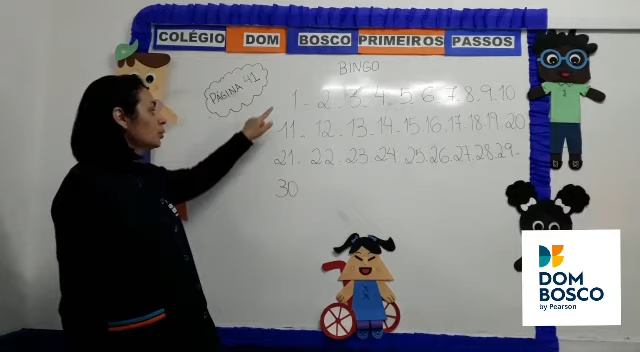 COLÉGIO DOM BOSCO PRIMEIROS PASSOS
BINGO
PÁGINA 41
1 - 2 - 3 - 4 - 5 - 6 - 7 - 8 - 9 - 10
11 - 12 - 13 - 14 - 15 - 16 - 17 - 18 - 19 - 20
21 - 22 - 23 - 24 - 25 - 26 - 27 - 28 - 29 -
30
DOM
BOSCO
by Pearson